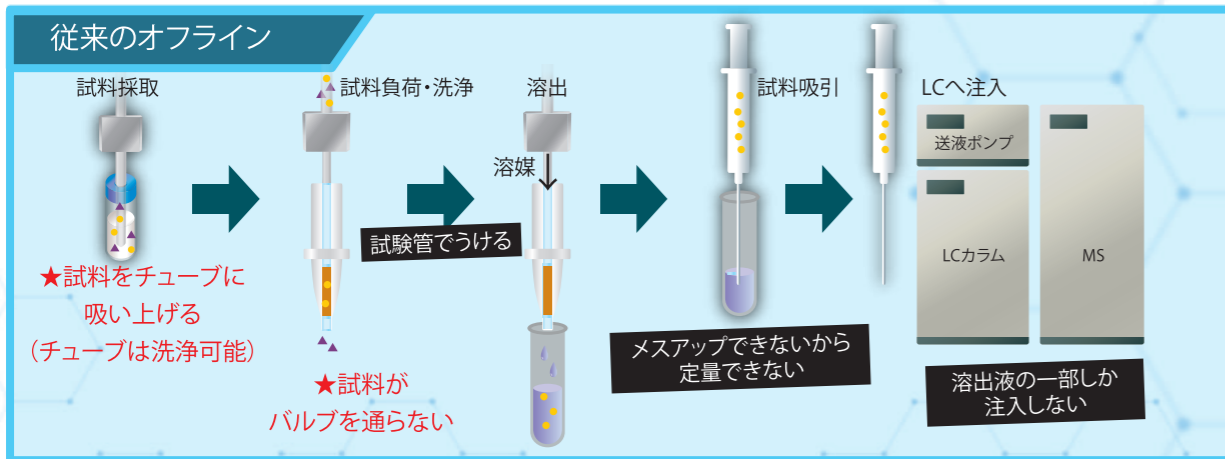 従来のオフライン
試料採取
試料負荷・洗浄
溶出
試料吸引
LCへ注入
溶媒
送液ポンプ
LCカラム
MS
試験管でうける
★試料をチューブに
吸い上げる
（チューブは洗浄可能）
★試料が
バルブを通らない
メスアップできないから
定量できない
溶出液の一部しか
注入しない